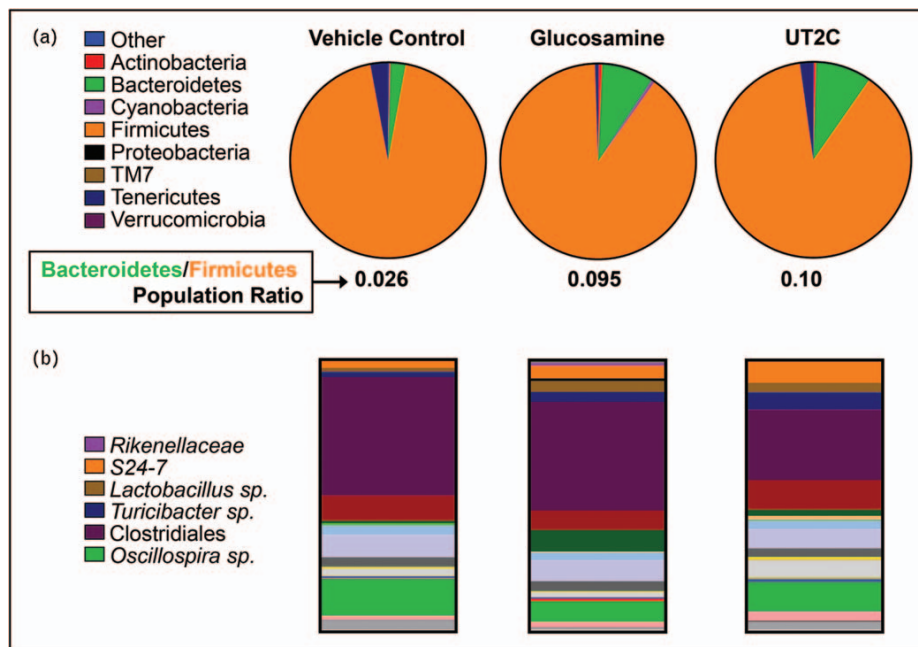 (a)
Other
Actinobacteria
Bacteroidetes
Cyanobacteria
Firmicutes
Proteobacteria
TM7
Tenericutes
Verrucomicrobia
Vehicle Control
Glucosamine
UT2C
Bacteroidetes/Firmicutes
Population Ratio
0.026
0.095
0.10
(b)
Rikenellaceae
S24-7
Lactobacillus sp.
Turicibacter sp.
Clostridiales
Oscillospira sp.